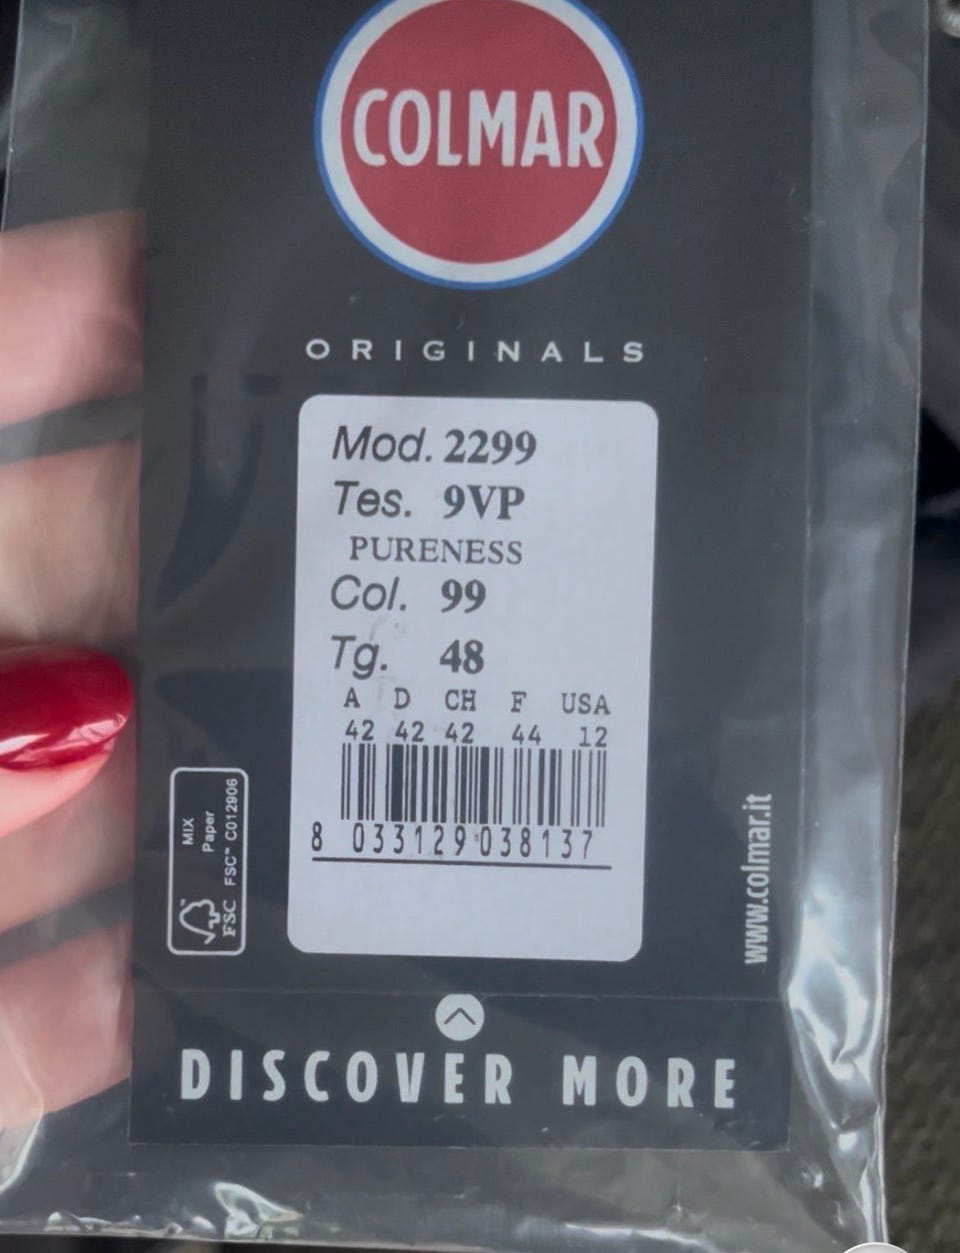 COLMAR
ORIGINALS
Mod. 2299
Tes. 9VP
PURENESS
Col. 99
Tg. 48
A D CH F USA
42 42 42 44 12
8 033129 038137
MIX
Paper
FSC™ C012906
FSC
www.colmar.it
DISCOVER MORE